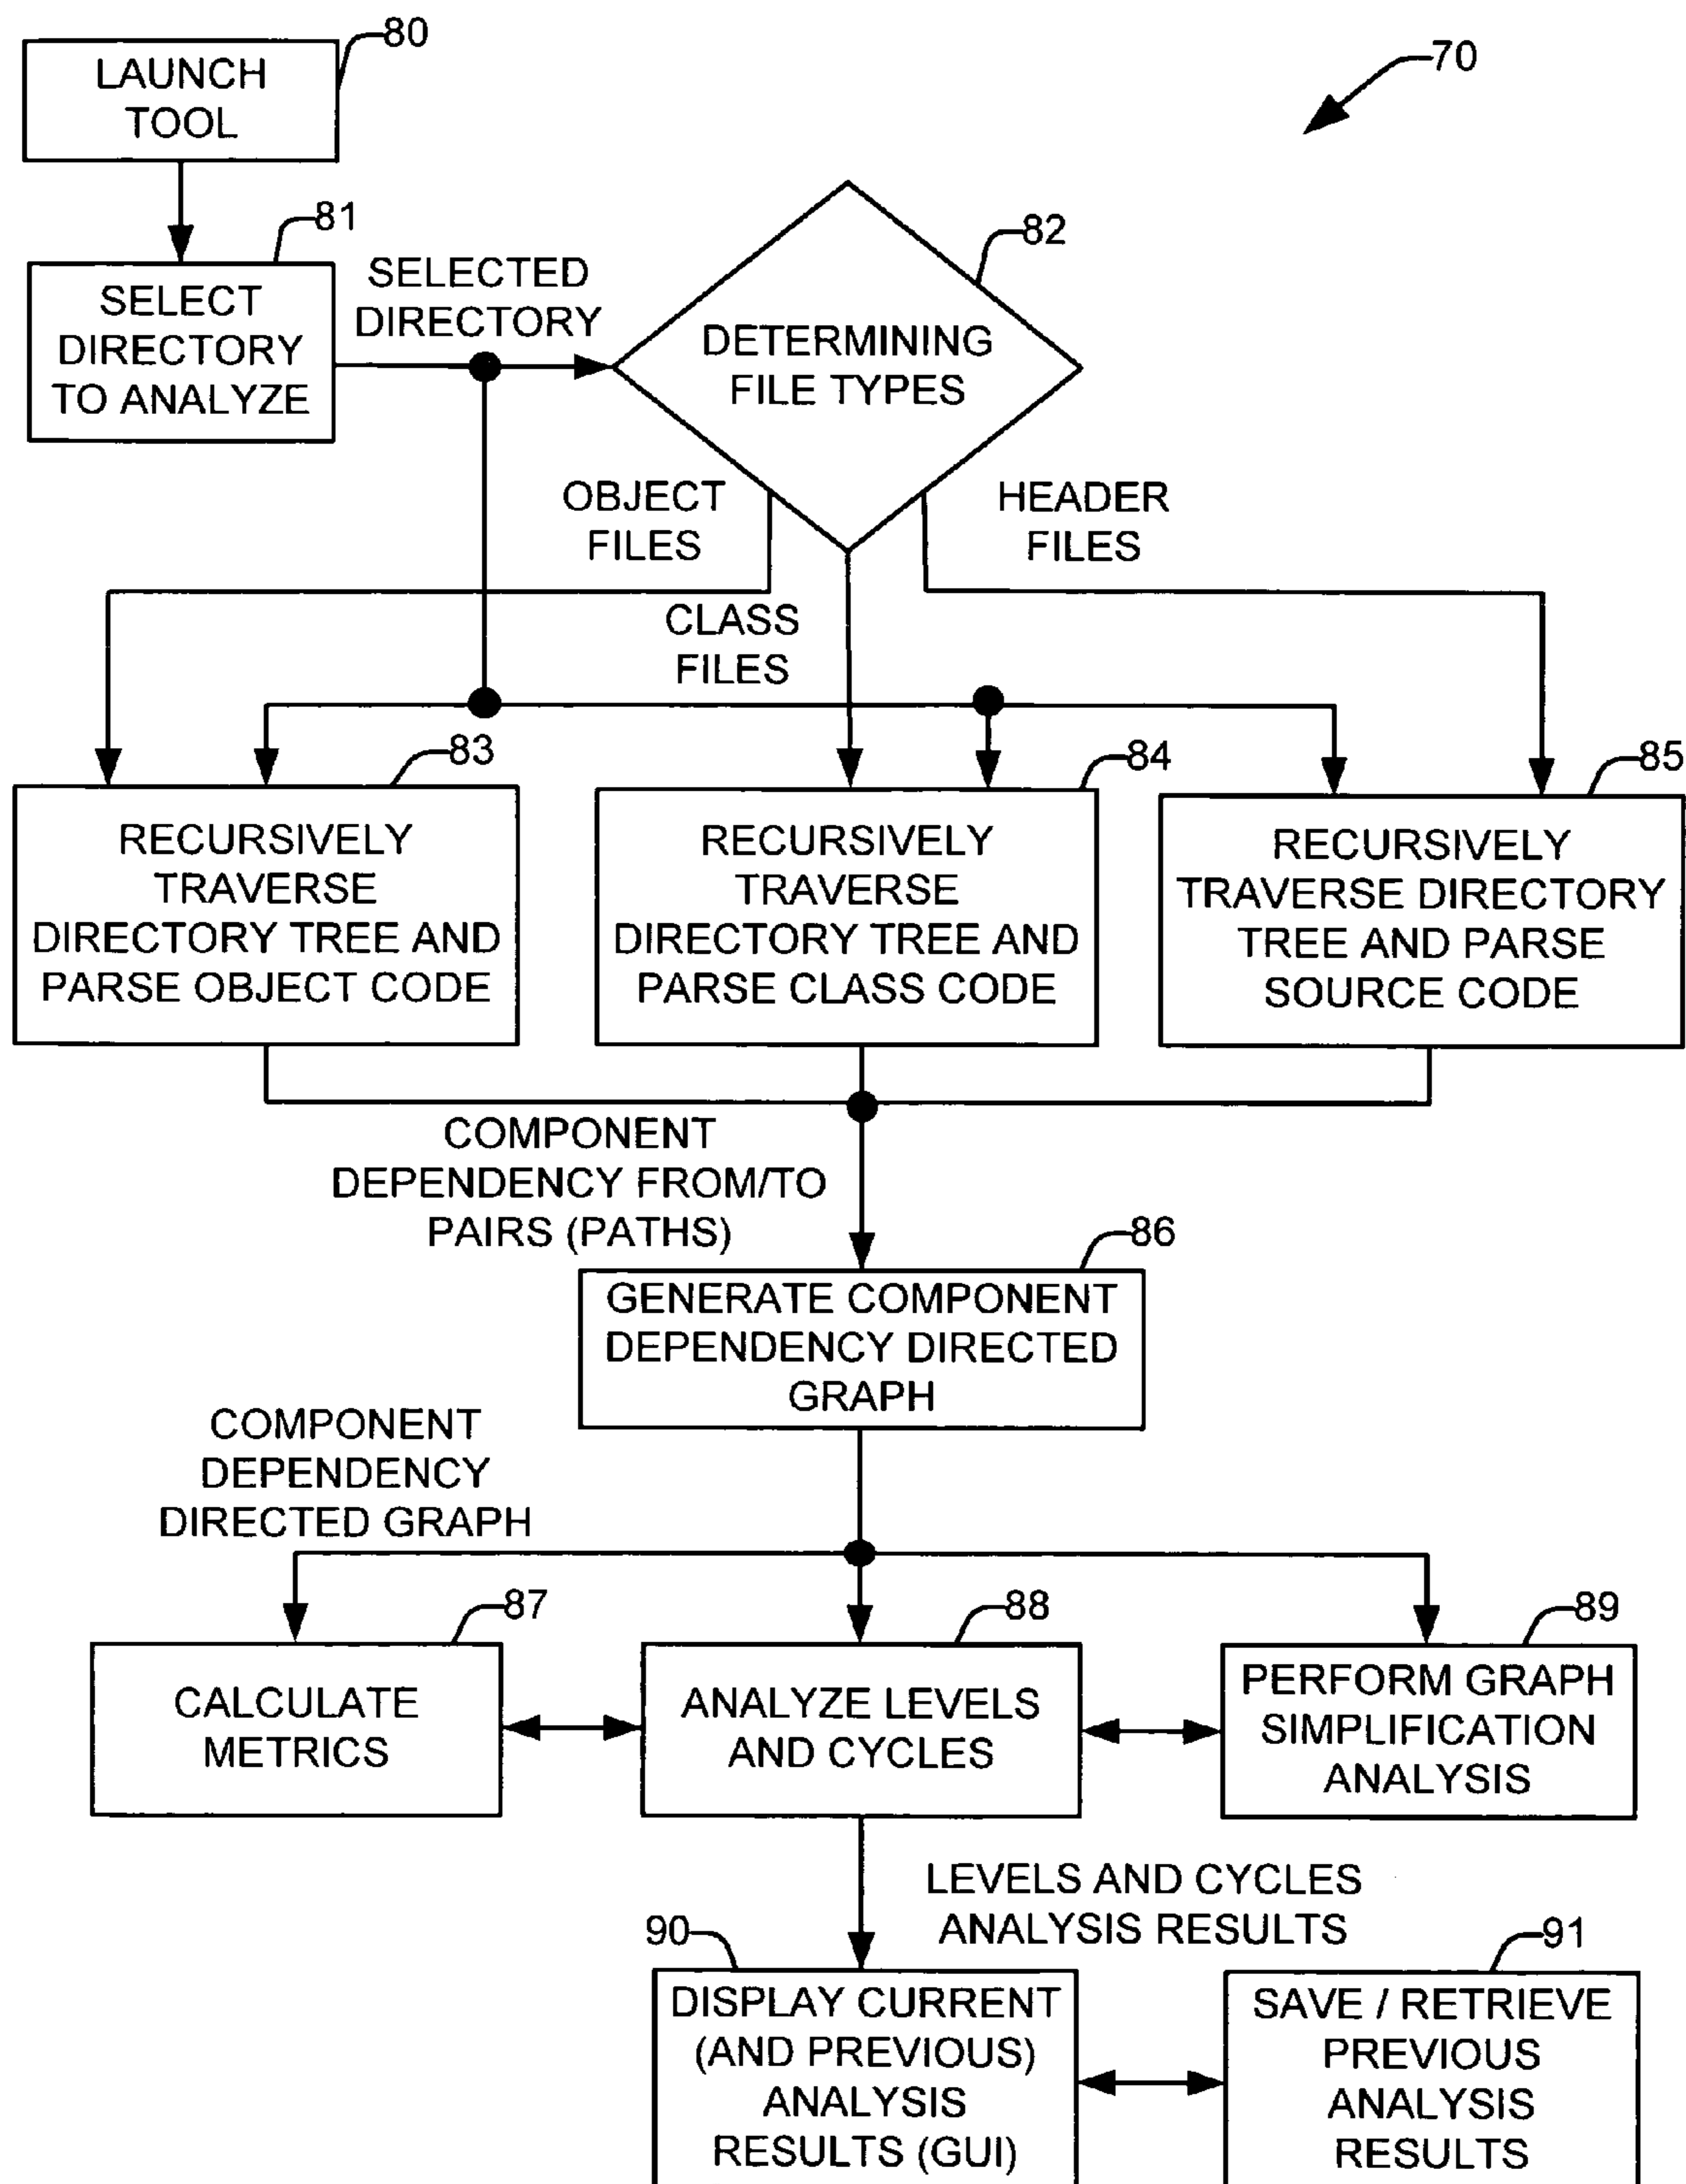 80
70
LAUNCH
TOOL
81
82
SELECTED
DIRECTORY
SELECT
DIRECTORY
TO ANALYZE
DETERMINING
FILE TYPES
OBJECT
FILES
HEADER
FILES
CLASS
FILES
83
84
85
RECURSIVELY
TRAVERSE
DIRECTORY TREE AND
PARSE OBJECT CODE
RECURSIVELY
TRAVERSE
DIRECTORY TREE AND
PARSE CLASS CODE
RECURSIVELY
TRAVERSE DIRECTORY
TREE AND PARSE
SOURCE CODE
COMPONENT
DEPENDENCY FROM/TO
PAIRS (PATHS)
86
GENERATE COMPONENT
DEPENDENCY DIRECTED
GRAPH
COMPONENT
DEPENDENCY
DIRECTED GRAPH
87
88
89
CALCULATE
METRICS
ANALYZE LEVELS
AND CYCLES
PERFORM GRAPH
SIMPLIFICATION
ANALYSIS
LEVELS AND CYCLES
ANALYSIS RESULTS
90
91
DISPLAY CURRENT
(AND PREVIOUS)
ANALYSIS
RESULTS (GUI)
SAVE / RETRIEVE
PREVIOUS
ANALYSIS
RESULTS